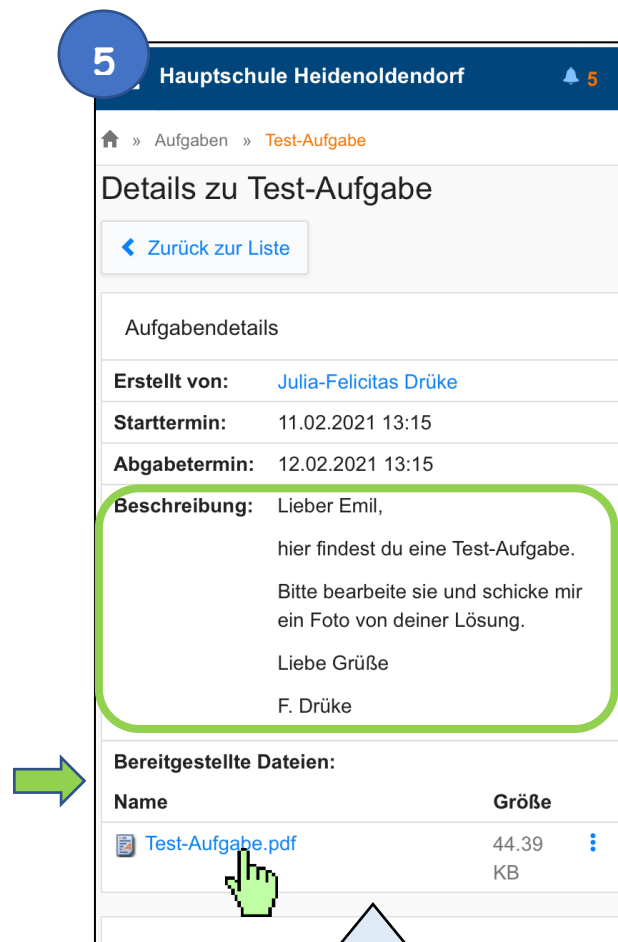 5
Hauptschule Heidenoldendorf 5
» Aufgaben » Test-Aufgabe
Details zu Test-Aufgabe
Zurück zur Liste
Aufgabendetails
Erstellt von: Julia-Felicitas Drüke
Starttermin: 11.02.2021 13:15
Abgabetermin: 12.02.2021 13:15
Beschreibung: Lieber Emil,
hier findest du eine Test-Aufgabe.
Bitte bearbeite sie und schicke mir
ein Foto von deiner Lösung.
Liebe Grüße
F. Drüke
Bereitgestellte Dateien:
Name Größe
Test-Aufgabe.pdf 44.39
KB